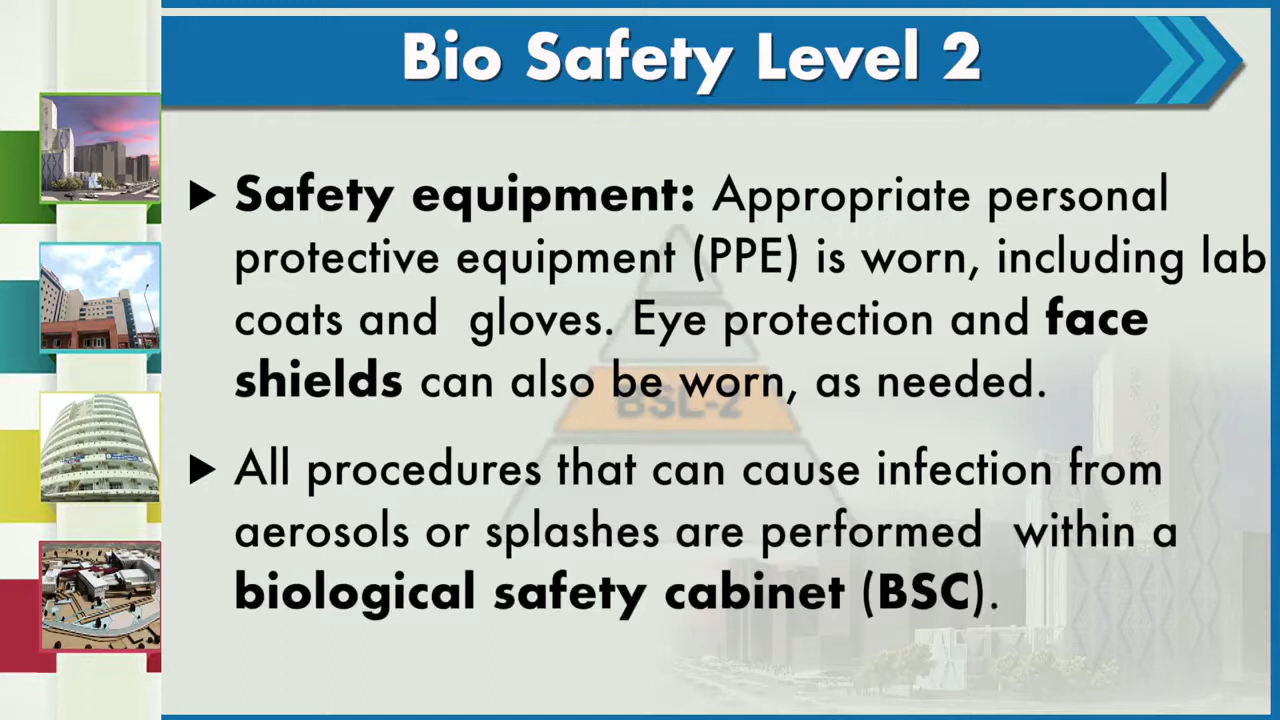 Bio Safety Level 2
Safety equipment: Appropriate personal
protective equipment (PPE) is worn, including lab
coats and  gloves. Eye protection and face
shields can also be worn, as needed.
BSL-2
All procedures that can cause infection from
aerosols or splashes are performed  within a
biological safety cabinet (BSC).